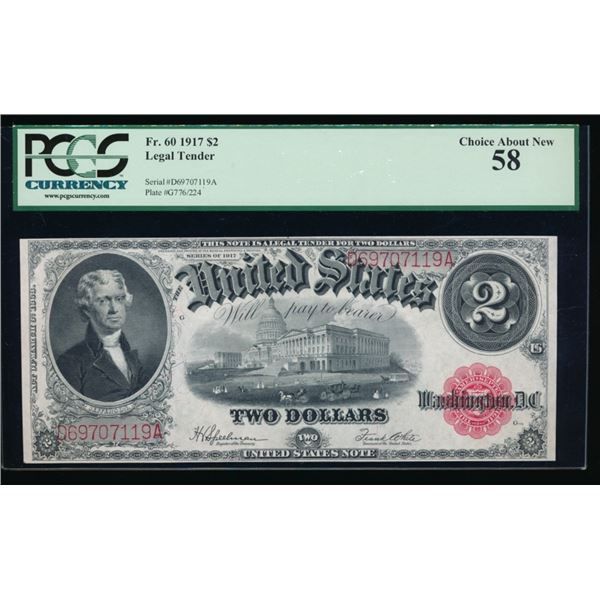 PCGS
CURRENCY
www.pcgscurrency.com
Fr. 60 1917 $2
Legal Tender
Serial#D69707119A
Plate #G776/224
Choice About New
58
THIS NOTE IS A LEGAL TENDER FOR TWO DOLLARS
SERIES OF 1917
D69707119A
THE
United States
2
Will pay to bearer
G
Washington, D.C.
TWO DOLLARS
D69707119A
TWO
UNITED STATES NOTE